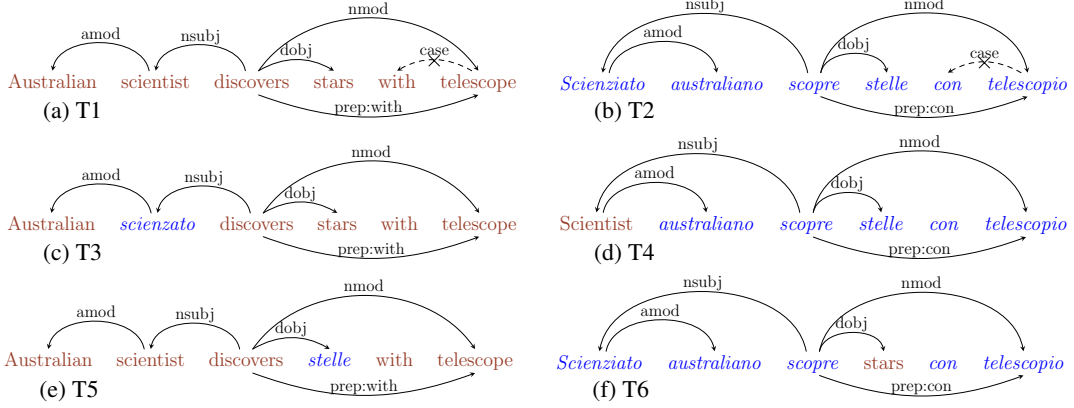 nmod
amod nsubj dobj case
Australian scientist discovers stars with telescope
prep:with
(a) T1
nsubj nmod
amod dobj case
Scienziato australiano scopre stelle con telescopio
prep:con
(b) T2
nmod
amod nsubj dobj
Australian scienzato discovers stars with telescope
prep:with
(c) T3
nsubj nmod
amod dobj
Scientist australiano scopre stelle con telescopio
prep:con
(d) T4
nmod
amod nsubj dobj
Australian scientist discovers stelle with telescope
prep:with
(e) T5
nsubj nmod
amod dobj
Scienziato australiano scopre stars con telescopio
prep:con
(f) T6